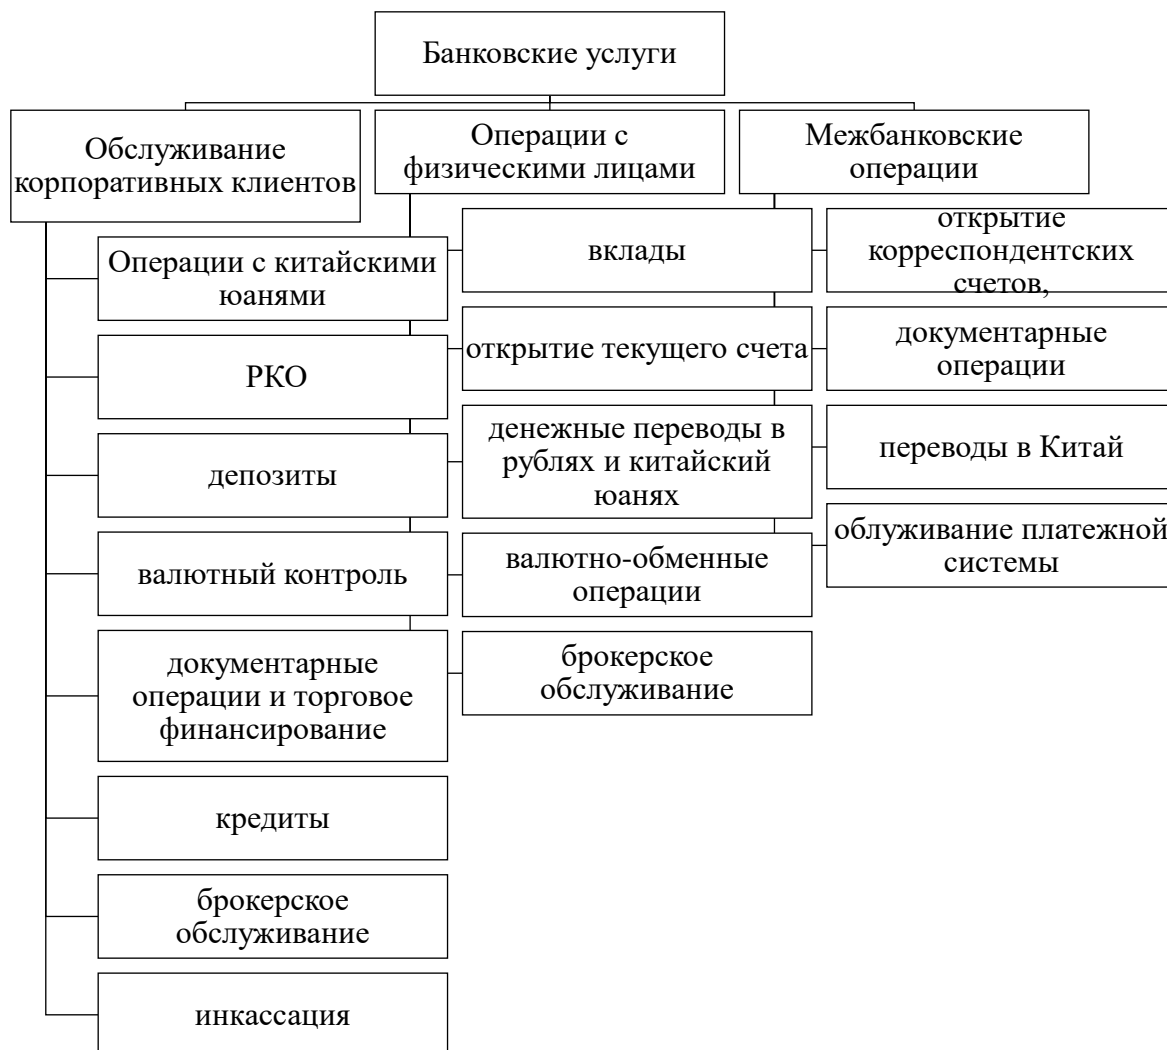 Банковские услуги
Обслуживание
корпоративных клиентов
Операции с китайскими
юанями
РКО
депозиты
валютный контроль
документарные
операции и торговое
финансирование
кредиты
брокерское
обслуживание
инкассация
Операции с
физическими лицами
вклады
открытие текущего счета
денежные переводы в
рублях и китайский
юанях
валютно-обменные
операции
брокерское
обслуживание
Межбанковские
операции
открытие
корреспондентских
счетов,
документарные
операции
переводы в Китай
облуживание платежной
системы